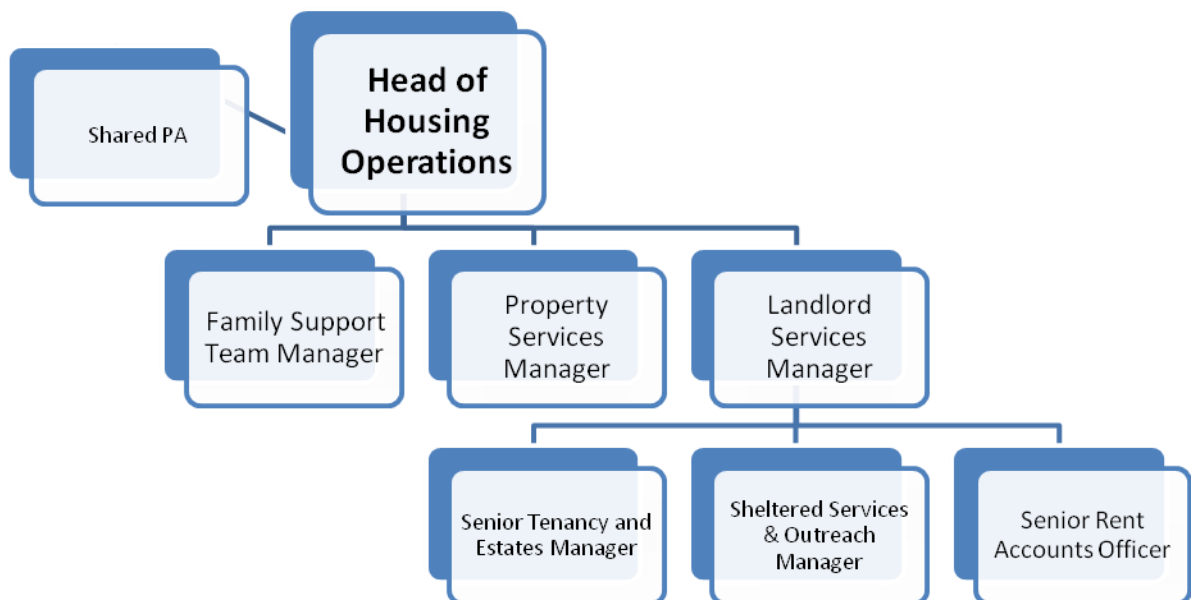 Head of
Housing
Operations
Shared PA
Family Support
Team Manager
Property
Services
Manager
Landlord
Services
Manager
Senior Tenancy and
Estates Manager
Sheltered Services
& Outreach
Manager
Senior Rent
Accounts Officer